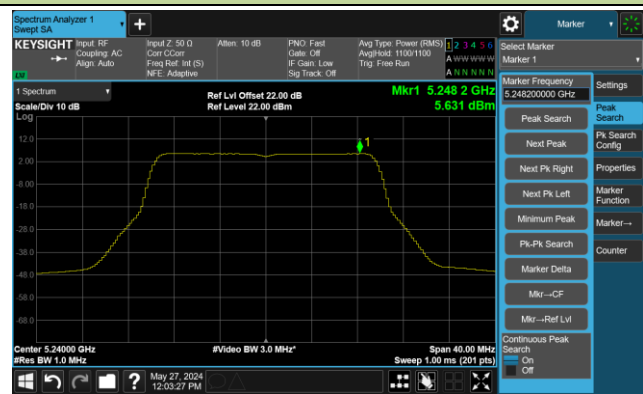 Spectrum Analyzer 1
Swept SA
+
Marker
KEYSIGHT
Input: RF
Coupling: AC
Align: Auto
Input Z: 50 Ω
Corr CCorr
Freq Ref: Int (S)
NFE: Adaptive
Atten: 10 dB
PNO: Fast
Gate: Off
IF Gain: Low
Sig Track: Off
Avg Type: Power (RMS)
Avg|Hold: 1100/1100
Trig: Free Run
1 2 3 4 5 6
A W W W W W
A N N N N N
LW
Select Marker
Marker 1
1 Spectrum
Scale/Div 10 dB
Log
Ref Lvl Offset 22.00 dB
Ref Level 22.00 dBm
Mkr1 5.248 2 GHz
5.631 dBm
1
12.0
2.00
-8.00
-18.0
-28.0
-38.0
-48.0
-58.0
-68.0
Center 5.24000 GHz
#Res BW 1.0 MHz
#Video BW 3.0 MHz*
Span 40.00 MHz
Sweep 1.00 ms (201 pts)
Marker Frequency
5.248200000 GHz
Peak Search
Next Peak
Next Pk Right
Next Pk Left
Minimum Peak
Pk-Pk Search
Marker Delta
Mkr→CF
Mkr→Ref Lvl
Continuous Peak
Search
On
Off
Settings
Peak
Search
Pk Search
Config
Properties
Marker
Function
Marker→
Counter
?
May 27, 2024
12:03:27 PM